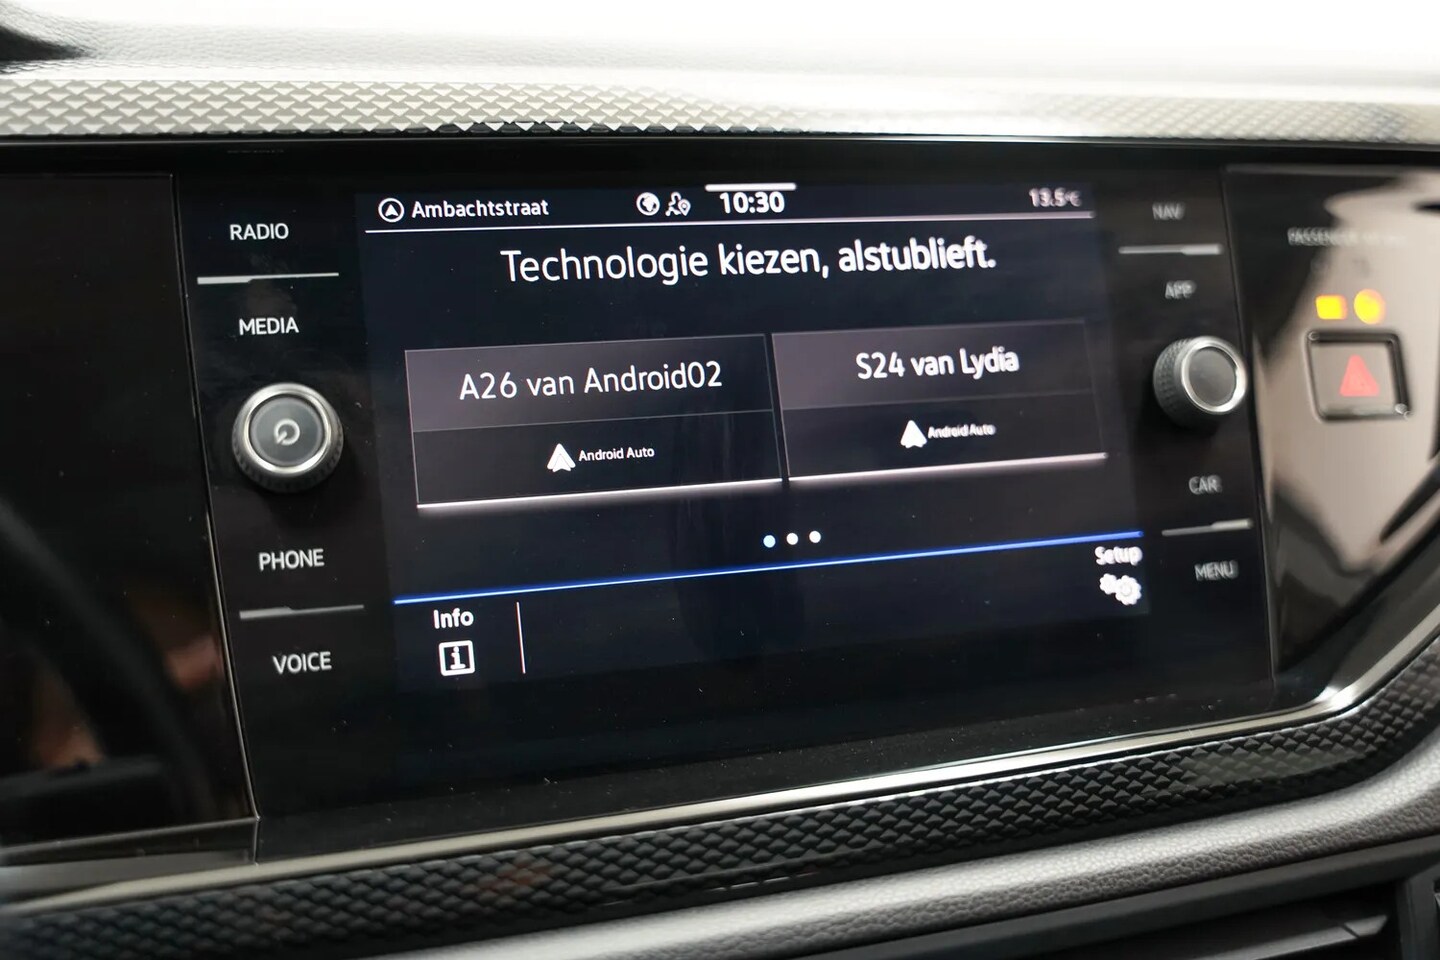 Ambachtstraat
10:30
13.5°C
Technologie kiezen, alstublieft.
A26 van Android02
Android Auto
S24 van Lydia
Android Auto
Info
Setup
RADIO
MEDIA
PHONE
VOICE
NAV
APP
CAR
MENU
PASSENGER